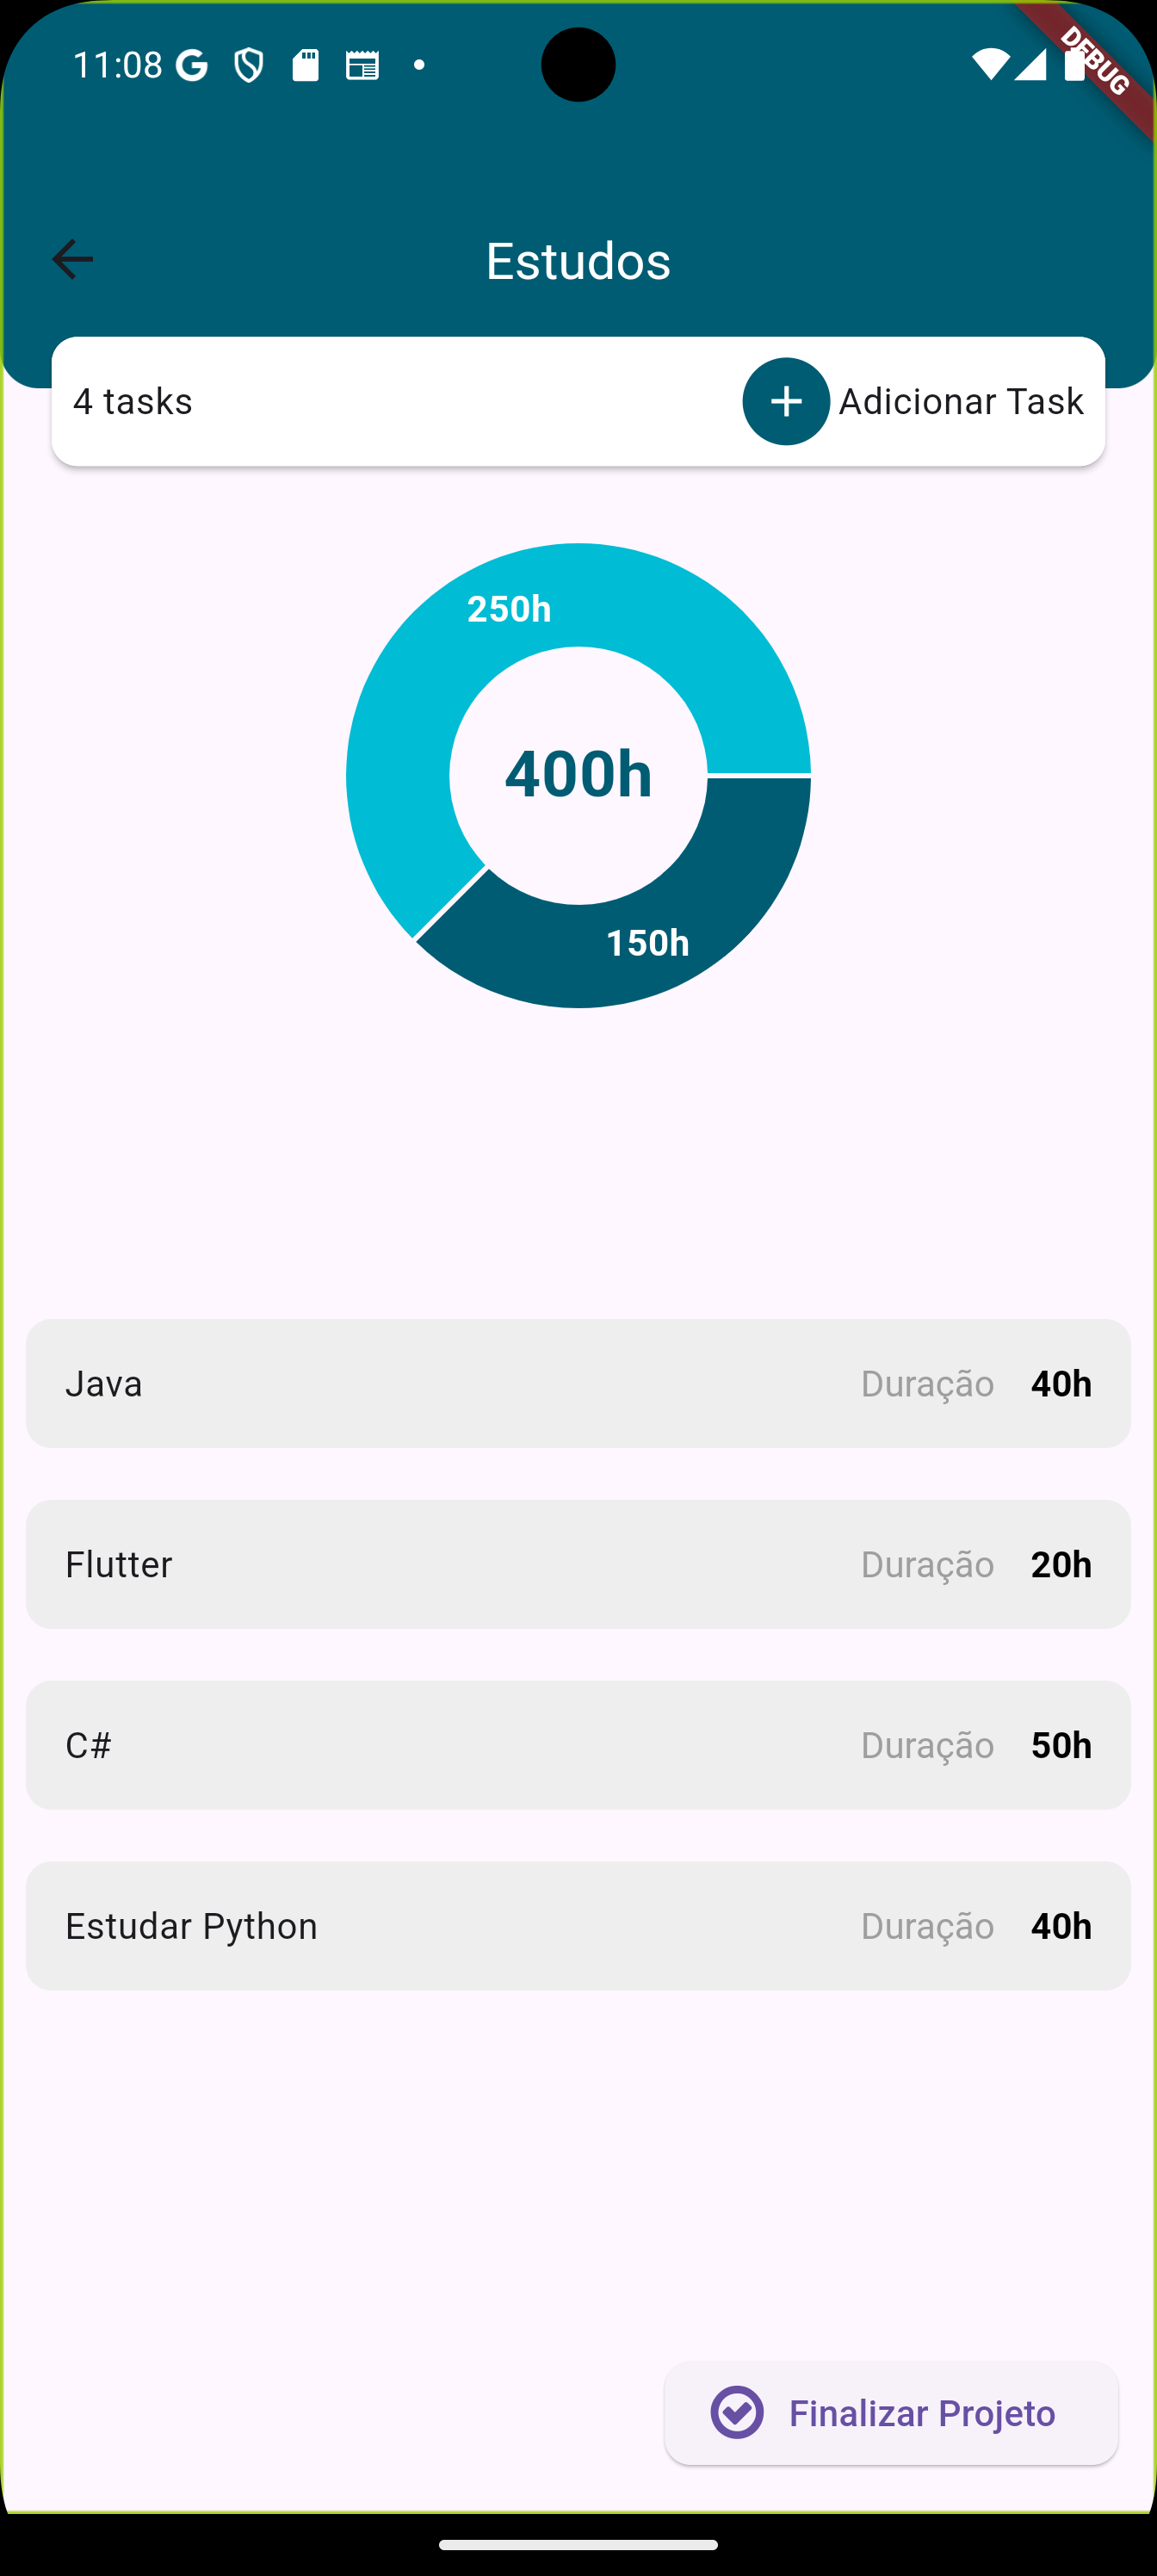 11:08
DEBUG
Estudos
4 tasks
Adicionar Task
250h
400h
150h
Java Duração 40h
Flutter Duração 20h
C# Duração 50h
Estudar Python Duração 40h
Finalizar Projeto